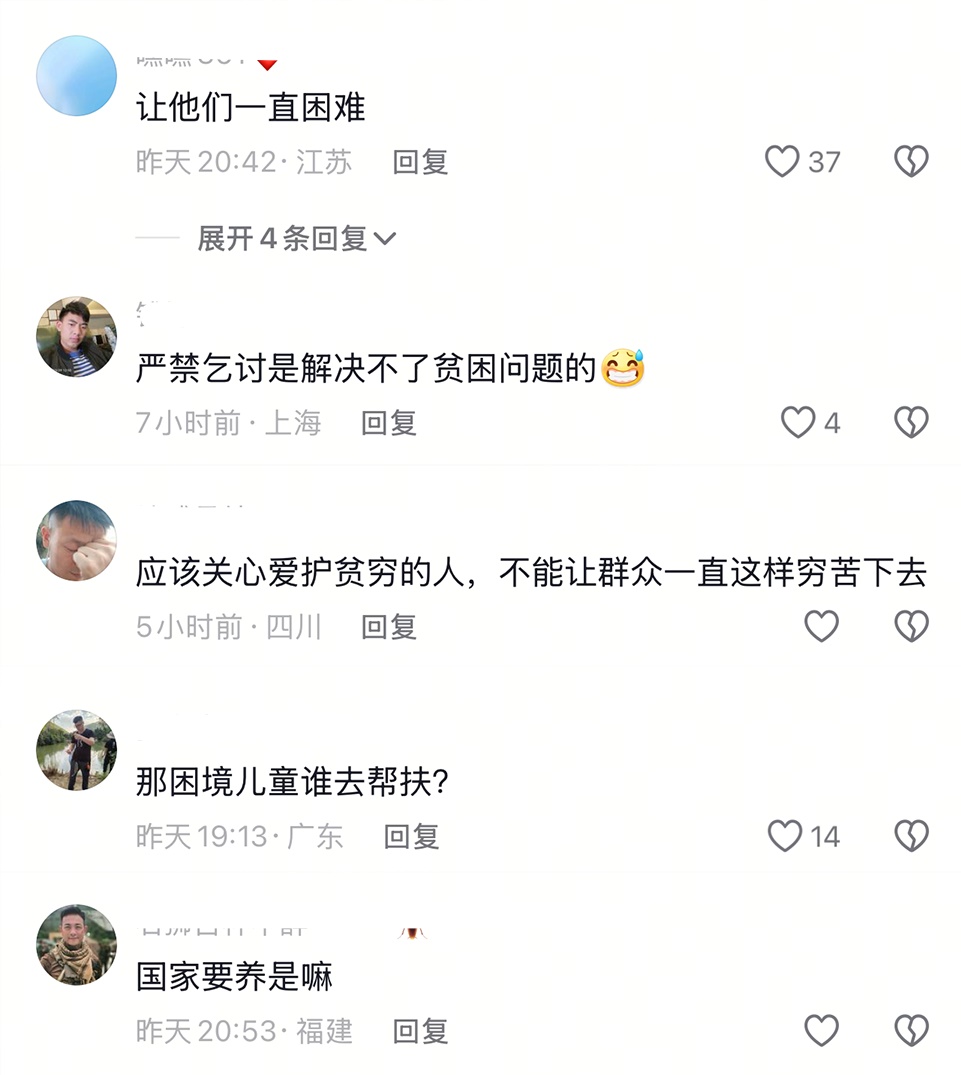 让他们一直困难
昨天 20:42 · 江苏 回复 37
展开 4 条回复
严禁乞讨是解决不了贫困问题的
7小时前 · 上海 回复 4
应该关心爱护贫穷的人，不能让群众一直这样穷苦下去
5小时前 · 四川 回复
那困境儿童谁去帮扶?
昨天 19:13 · 广东 回复 14
国家要养是嘛
昨天 20:53 · 福建 回复